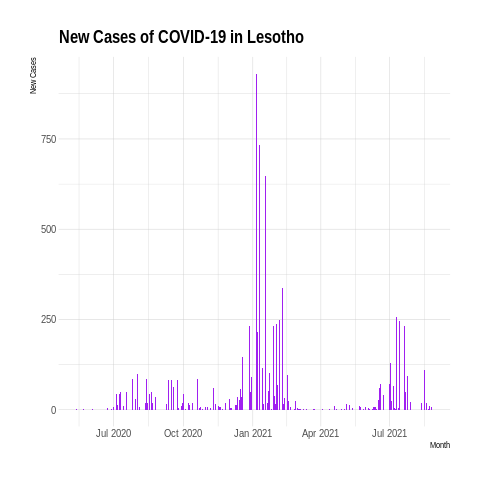 New Cases of COVID-19 in Lesotho
New Cases
750
500
250
0
Jul 2020
Oct 2020
Jan 2021
Apr 2021
Jul 2021
Month